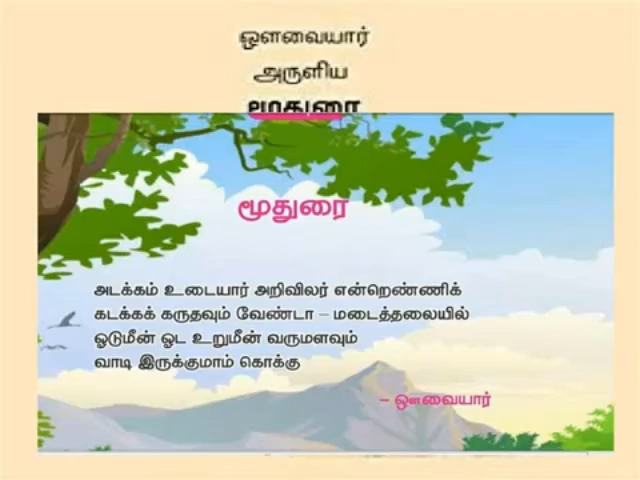 ஔவையார்
அருளிய
மூதுரை
மூதுரை
அடக்கம் உடையார் அறிவிலர் என்றெண்ணிக்
கடக்கக் கருதவும் வேண்டா – மடைத்தலையில்
ஓடுமீன் ஓட உறுமீன் வருமளவும்
வாடி இருக்குமாம் கொக்கு
– ஔவையார்